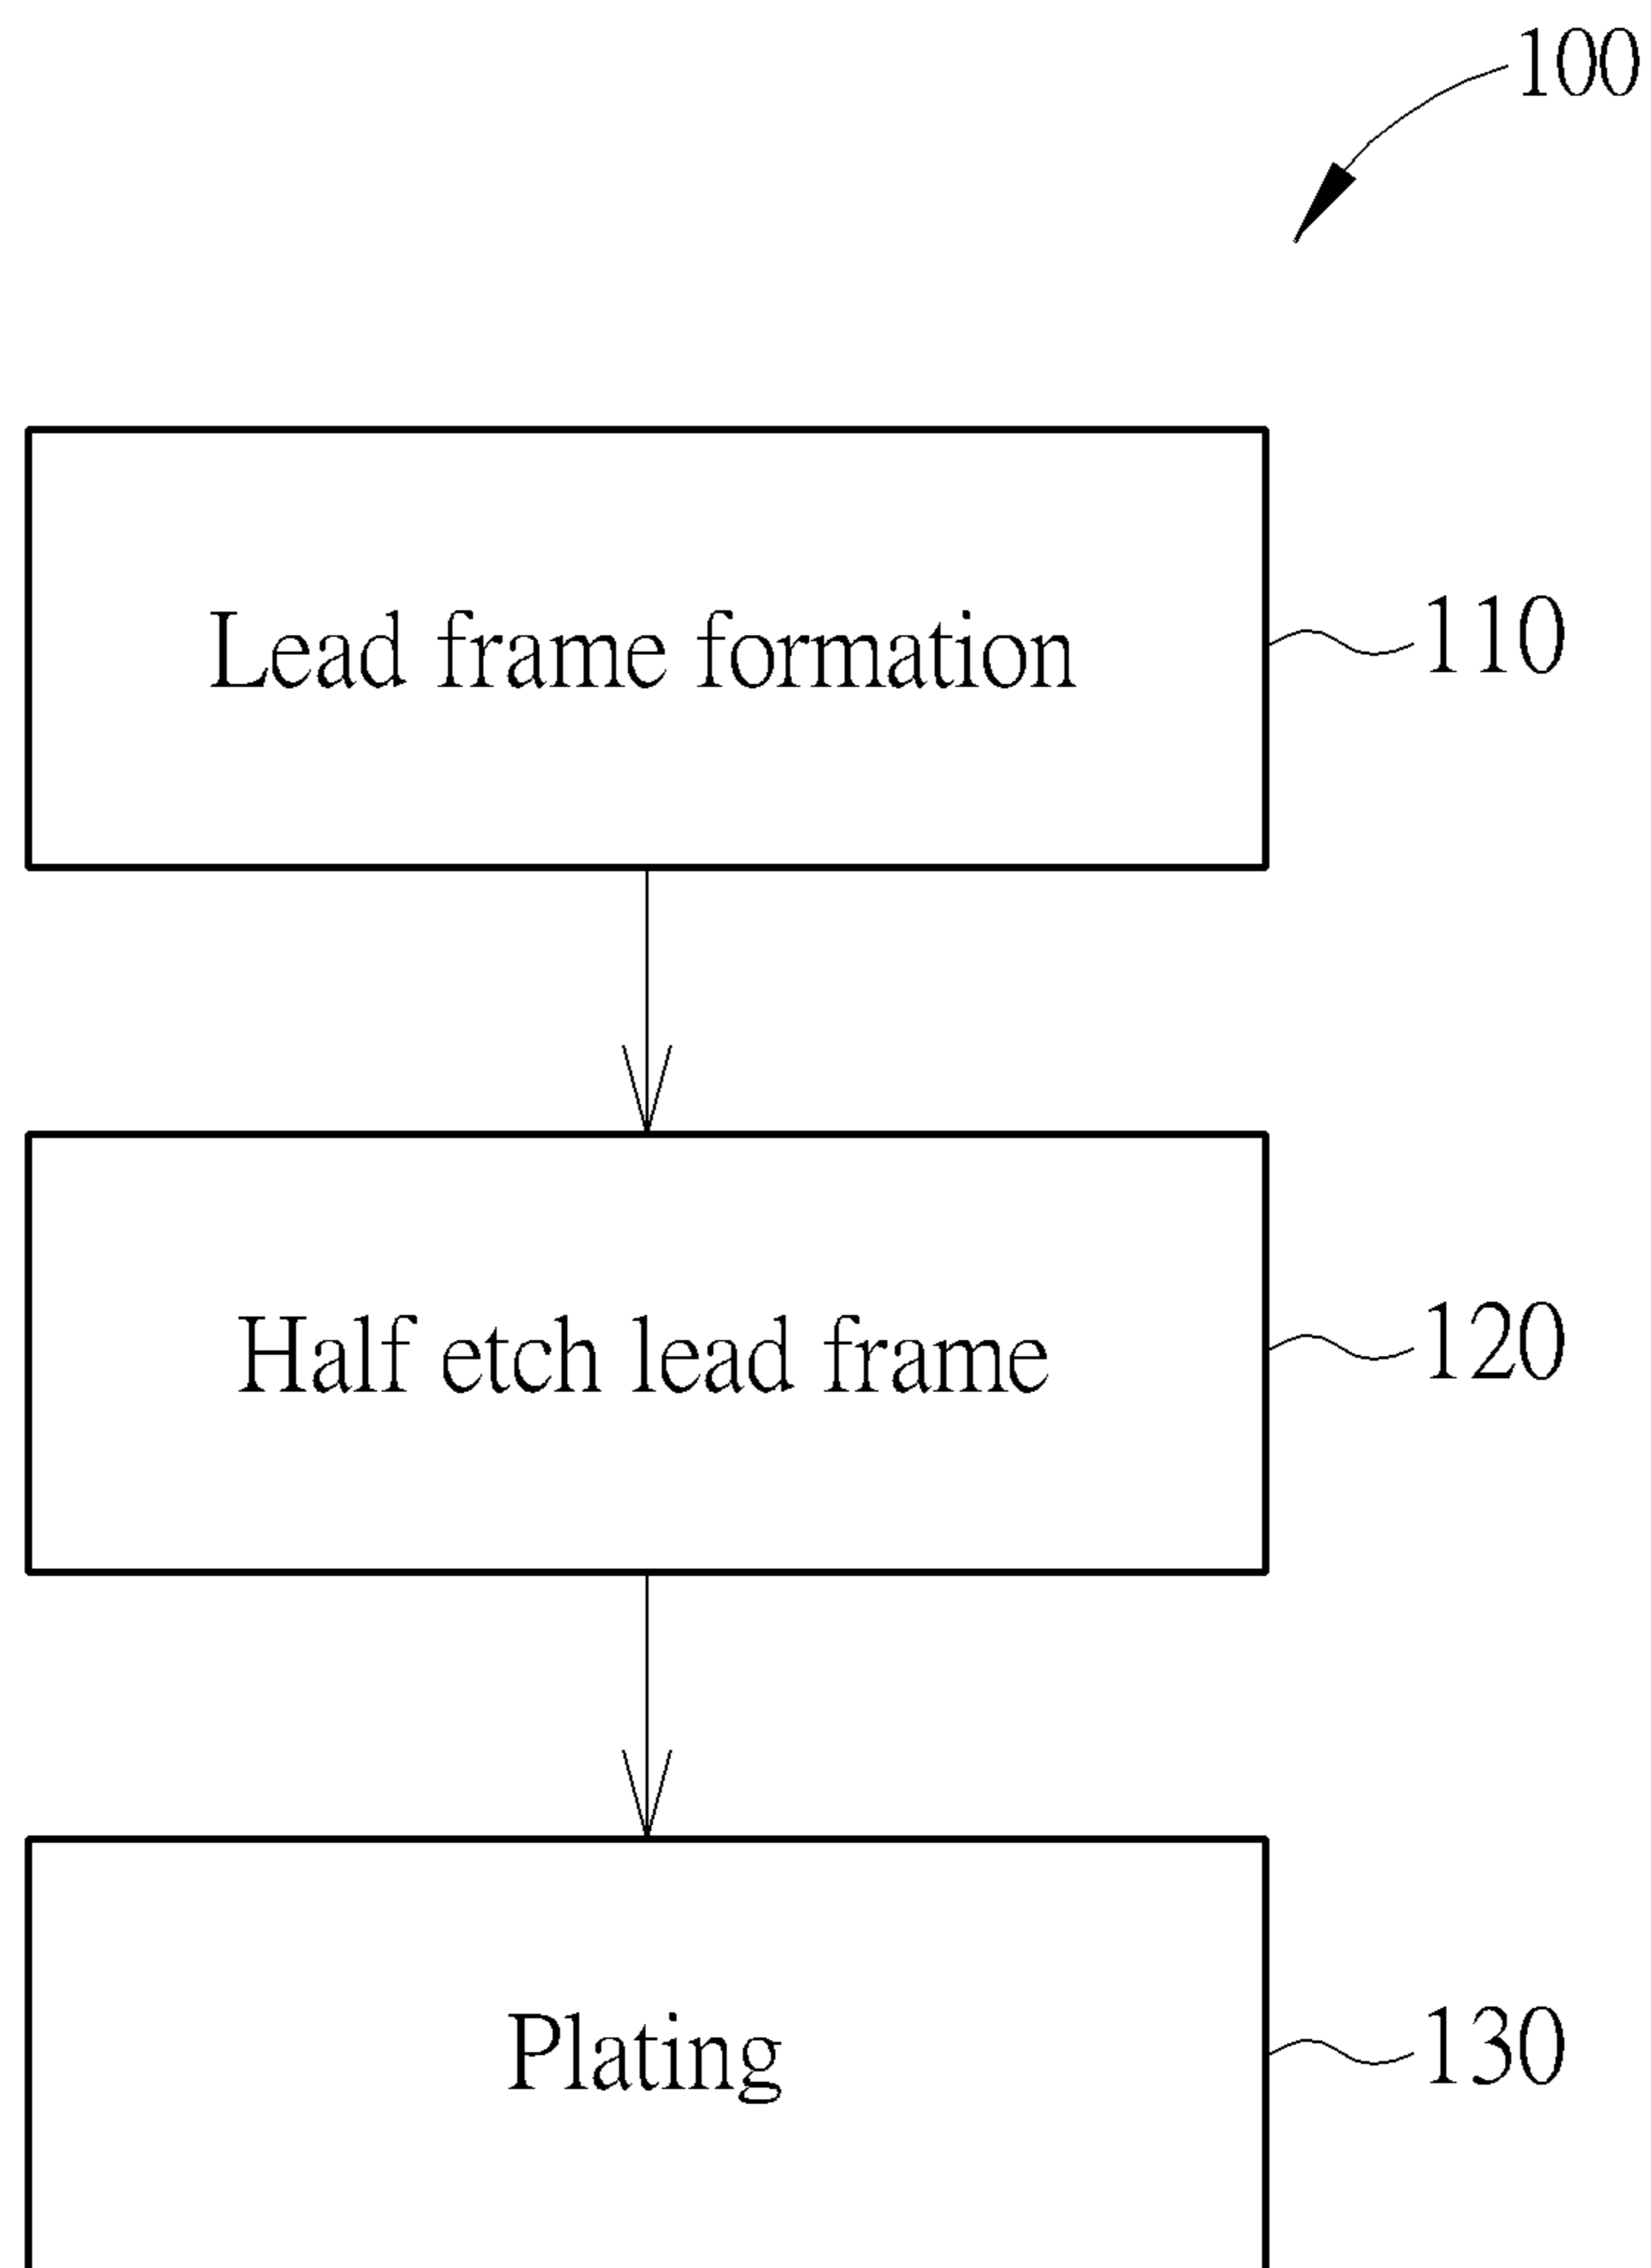 100
Lead frame formation
110
Half etch lead frame
120
Plating
130